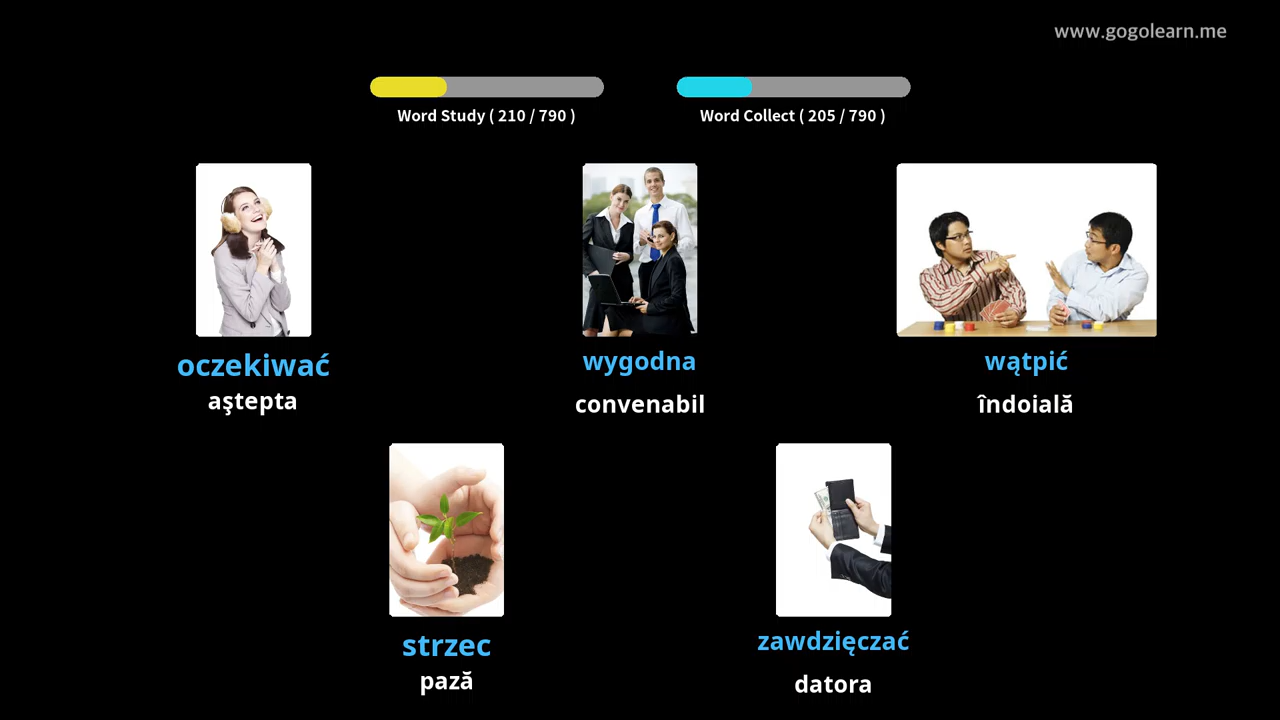 www.gogolearn.me
Word Study ( 210 / 790 )
Word Collect ( 205 / 790 )
oczekiwać
aştepta
wygodna
convenabil
wątpić
îndoială
strzec
pază
zawdzięczać
datora